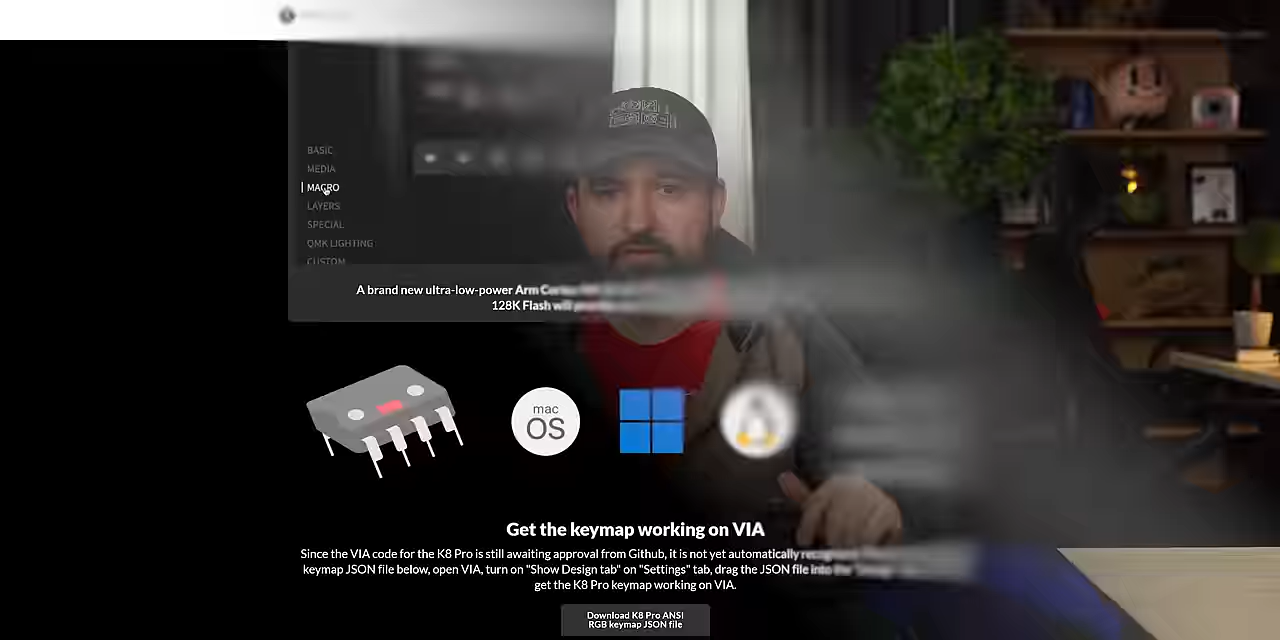 BASIC
MEDIA
MACRO
LAYERS
SPECIAL
QMK LIGHTING
CUSTOM
A brand new ultra-low-power Arm
128K Flash will
mac
OS
Get the keymap working on VIA
Since the VIA code for the K8 Pro is still awaiting approval from Github, it is not yet automatically
keymap JSON file below, open VIA, turn on "Show Design tab" on "Settings" tab, drag the JSON file into the
get the K8 Pro keymap working on VIA.
Download K8 Pro ANSI
RGB keymap JSON file